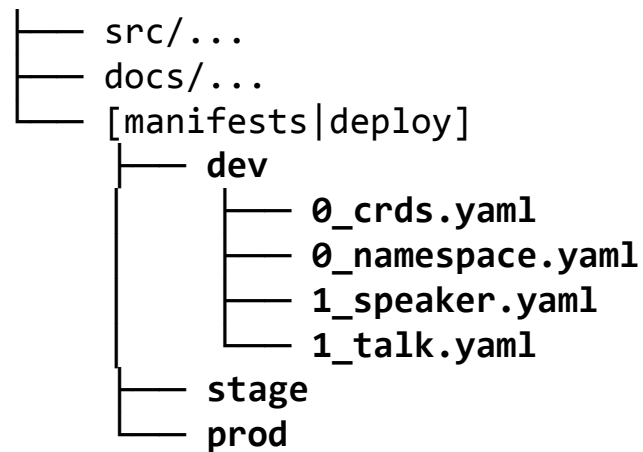 src/...
docs/...
[manifests|deploy]
dev
0_crds.yaml
0_namespace.yaml
1_speaker.yaml
1_talk.yaml
stage
prod